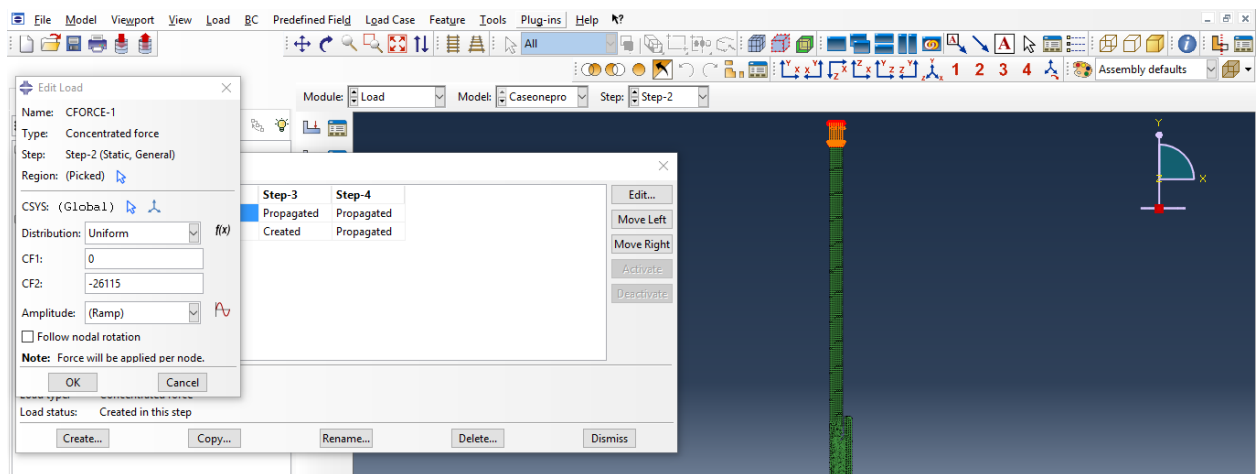 File Model Viewport View Load BC Predefined Field Load Case Feature Tools Plug-ins Help
All
1 2 3 4 Assembly defaults
Module: Load Model: Caseonepro Step: Step-2
Edit Load
Name: CFORCE-1
Type: Concentrated force
Step: Step-2 (Static, General)
Region: (Picked)
CSYS: (Global)
Distribution: Uniform f(x)
CF1: 0
CF2: -26115
Amplitude: (Ramp)
Follow nodal rotation
Note: Force will be applied per node.
OK Cancel
Step-3 Step-4
Propagated Propagated
Created Propagated
Edit...
Move Left
Move Right
Activate
Deactivate
Load type: Concentrated force
Load status: Created in this step
Create... Copy... Rename... Delete... Dismiss
Y
Z X